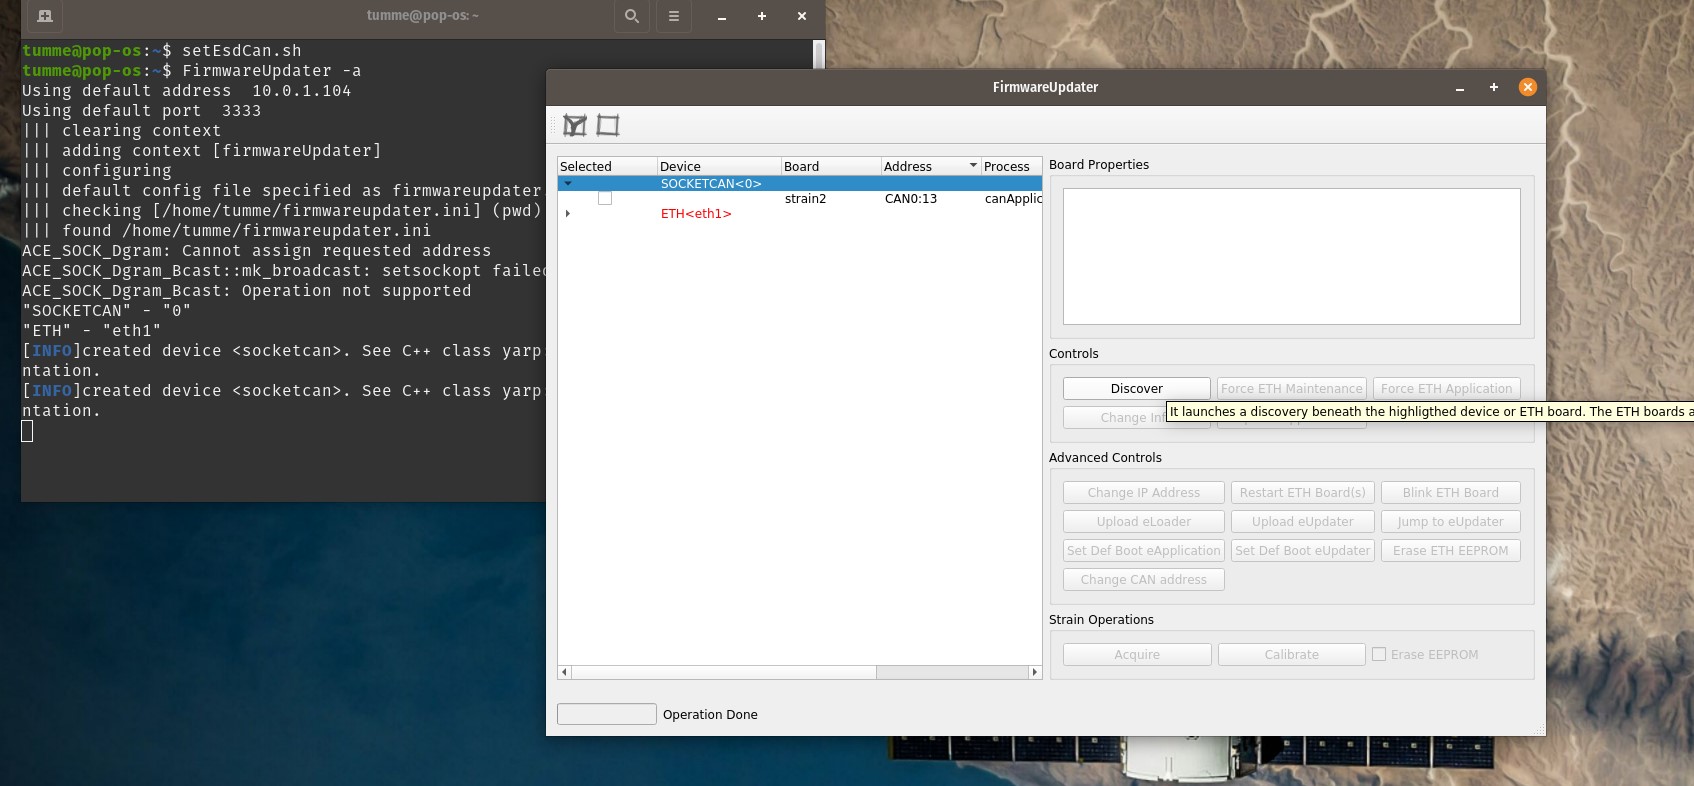 tumme@pop-os: ~
tumme@pop-os:~$ setEsdCan.sh
tumme@pop-os:~$ FirmwareUpdater -a
Using default address  10.0.1.104
Using default port  3333
||| clearing context
||| adding context [firmwareUpdater]
||| configuring
||| default config file specified as firmwareupdater
||| checking [/home/tumme/firmwareupdater.ini] (pwd)
||| found /home/tumme/firmwareupdater.ini
ACE_SOCK_Dgram: Cannot assign requested address
ACE_SOCK_Dgram_Bcast::mk_broadcast: setsockopt failed
ACE_SOCK_Dgram_Bcast: Operation not supported
"SOCKETCAN" - "0"
"ETH" - "eth1"
[INFO]created device <socketcan>. See C++ class yarp
ntation.
[INFO]created device <socketcan>. See C++ class yarp
ntation.
FirmwareUpdater
Selected Device Board Address Process
SOCKETCAN<0>
strain2 CAN0:13 canApplic
ETH<eth1>
Board Properties
Controls
Discover Force ETH Maintenance Force ETH Application
Change Inf
It launches a discovery beneath the highligthed device or ETH board. The ETH boards a
Advanced Controls
Change IP Address Restart ETH Board(s) Blink ETH Board
Upload eLoader Upload eUpdater Jump to eUpdater
Set Def Boot eApplication Set Def Boot eUpdater Erase ETH EEPROM
Change CAN address
Strain Operations
Acquire Calibrate Erase EEPROM
Operation Done